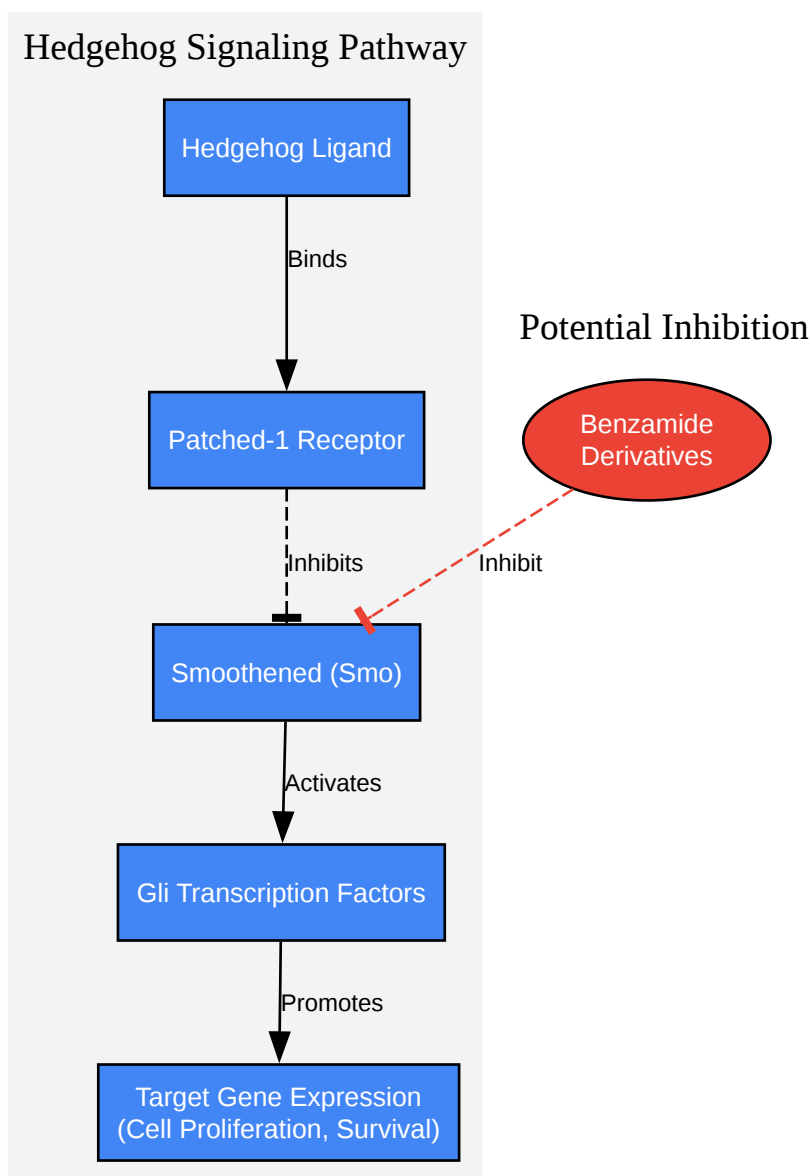 Hedgehog Signaling Pathway
Hedgehog Ligand
Binds
Potential Inhibition
Patched-1 Receptor
Benzamide
Derivatives
Inhibits
Inhibit
Smoothened (Smo)
Activates
Gli Transcription Factors
Promotes
Target Gene Expression
(Cell Proliferation, Survival)